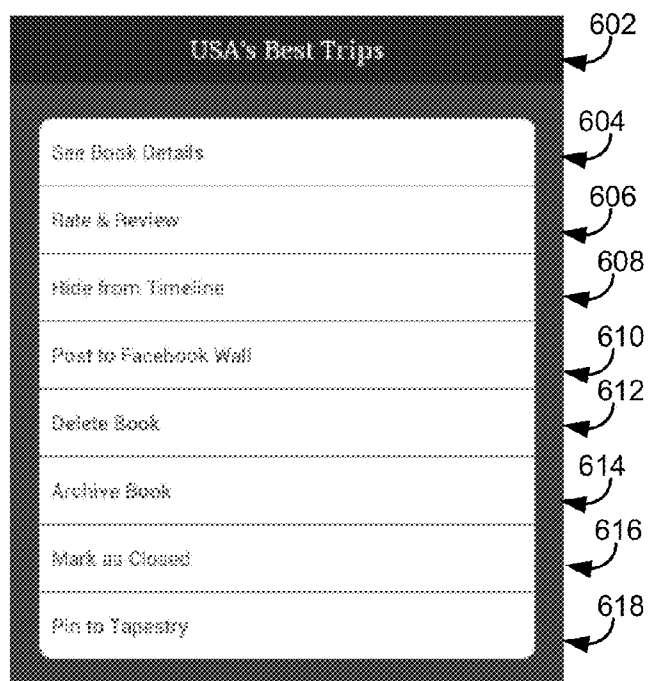 USA's Best Trips
602
See Book Details
604
Rate & Review
606
Hide from Timeline
608
Post to Facebook Wall
610
Delete Book
612
Archive Book
614
Mark as Closed
616
Pin to Tapestry
618